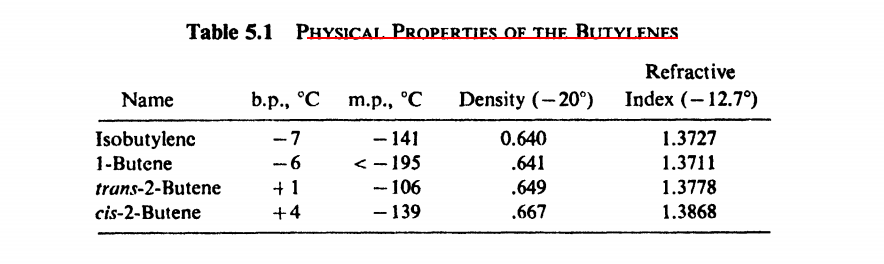 Table 5.1 PHYSICAL PROPERTIES OF THE BUTYLENES
Refractive
Name b.p., °C m.p., °C Density (−20°) Index (−12.7°)
Isobutylene −7 −141 0.640 1.3727
1-Butene −6 < −195 .641 1.3711
trans-2-Butene +1 −106 .649 1.3778
cis-2-Butene +4 −139 .667 1.3868